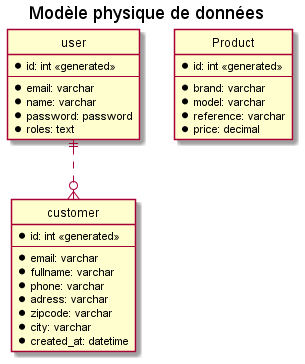 Modèle physique de données
user
id: int «generated»
email: varchar
name: varchar
password: password
roles: text
Product
id: int «generated»
brand: varchar
model: varchar
reference: varchar
price: decimal
customer
id: int «generated»
email: varchar
fullname: varchar
phone: varchar
adress: varchar
zipcode: varchar
city: varchar
created_at: datetime